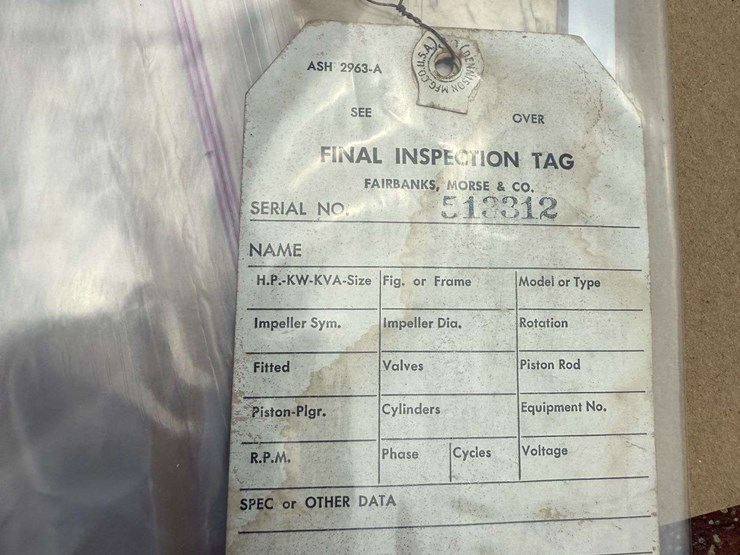 DENNISON MFG.CO.U.S.A.
ASH 2963-A
SEE OVER
FINAL INSPECTION TAG
FAIRBANKS, MORSE & CO.
SERIAL NO. 513312
NAME
H.P.-KW-KVA-Size Fig. or Frame Model or Type
Impeller Sym. Impeller Dia. Rotation
Fitted Valves Piston Rod
Piston-Plgr. Cylinders Equipment No.
R.P.M. Phase Cycles Voltage
SPEC or OTHER DATA